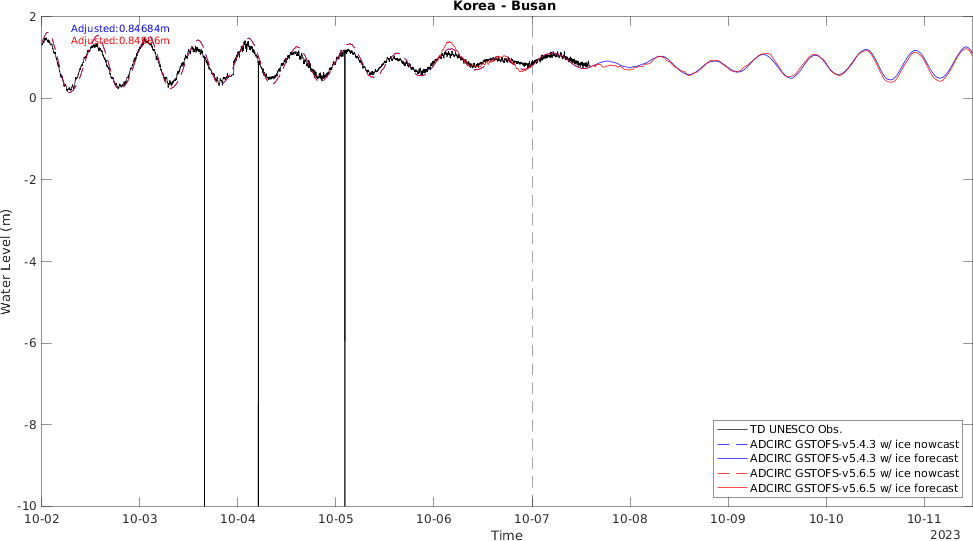 Korea - Busan
Adjusted:0.84684m
Water Level (m)
2
0
-2
-4
-6
-8
-10
10-02
10-03
10-04
10-05
10-06
10-07
10-08
10-09
10-10
10-11
Time
2023
TD UNESCO Obs.
ADCIRC GSTOFS-v5.4.3 w/ ice nowcast
ADCIRC GSTOFS-v5.4.3 w/ ice forecast
ADCIRC GSTOFS-v5.6.5 w/ ice nowcast
ADCIRC GSTOFS-v5.6.5 w/ ice forecast